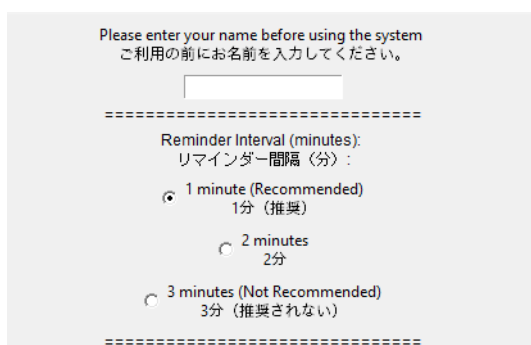 Please enter your name before using the system
ご利用の前にお名前を入力してください。
===============================
Reminder Interval (minutes):
リマインダー間隔（分）:
1 minute (Recommended)
1分（推奨）
2 minutes
2分
3 minutes (Not Recommended)
3分（推奨されない）
===============================